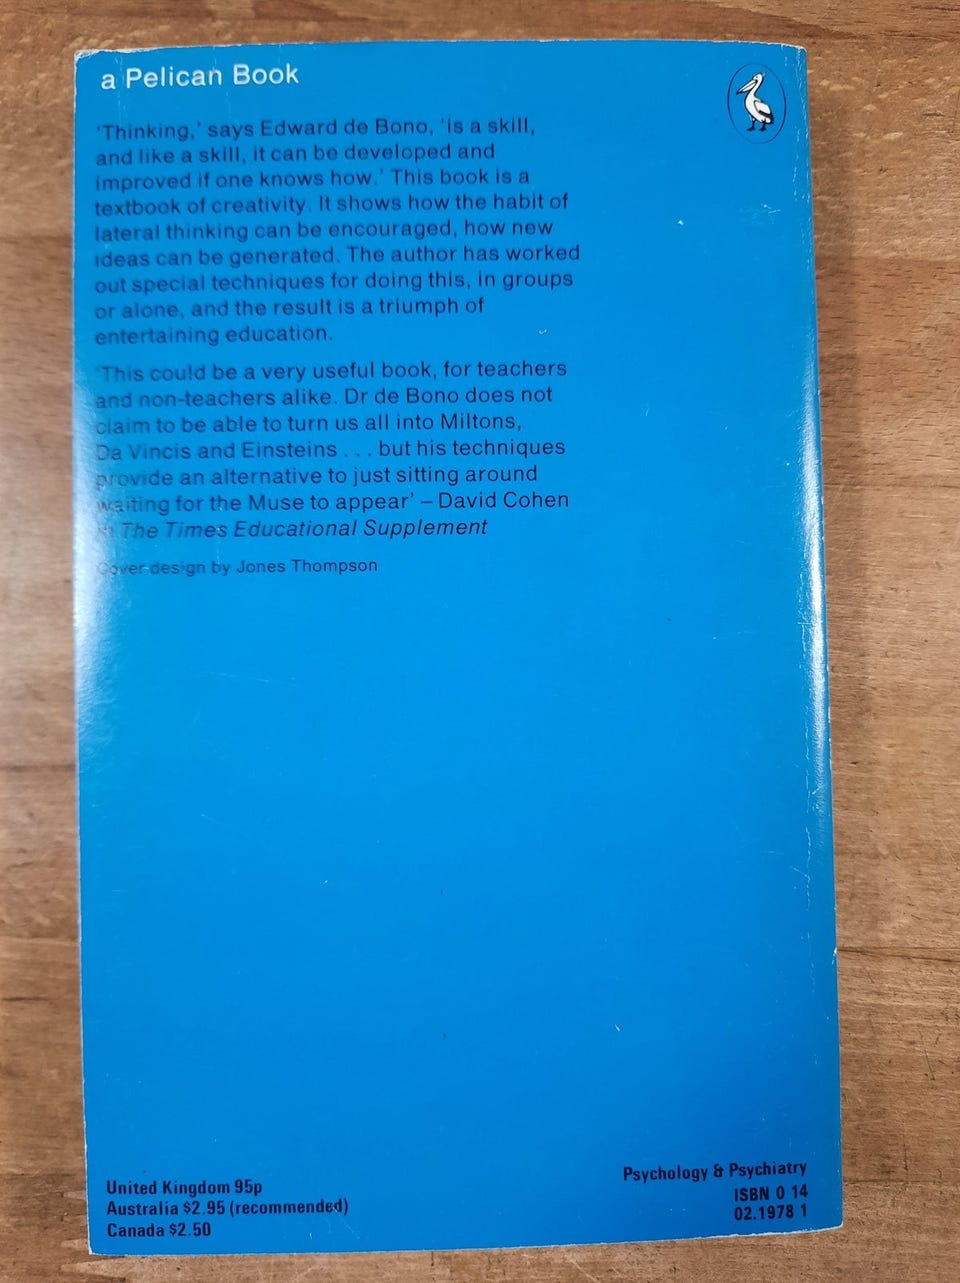 a Pelican Book
'Thinking,' says Edward de Bono, 'is a skill,
and like a skill, it can be developed and
improved if one knows how.' This book is a
textbook of creativity. It shows how the habit of
lateral thinking can be encouraged, how new
ideas can be generated. The author has worked
out special techniques for doing this, in groups
or alone, and the result is a triumph of
entertaining education.
'This could be a very useful book, for teachers
and non-teachers alike. Dr de Bono does not
claim to be able to turn us all into Miltons,
Da Vincis and Einsteins . . . but his techniques
provide an alternative to just sitting around
waiting for the Muse to appear' – David Cohen
in The Times Educational Supplement
Cover design by Jones Thompson
United Kingdom 95p
Australia $2.95 (recommended)
Canada $2.50
Psychology & Psychiatry
ISBN 0 14
02.1978 1